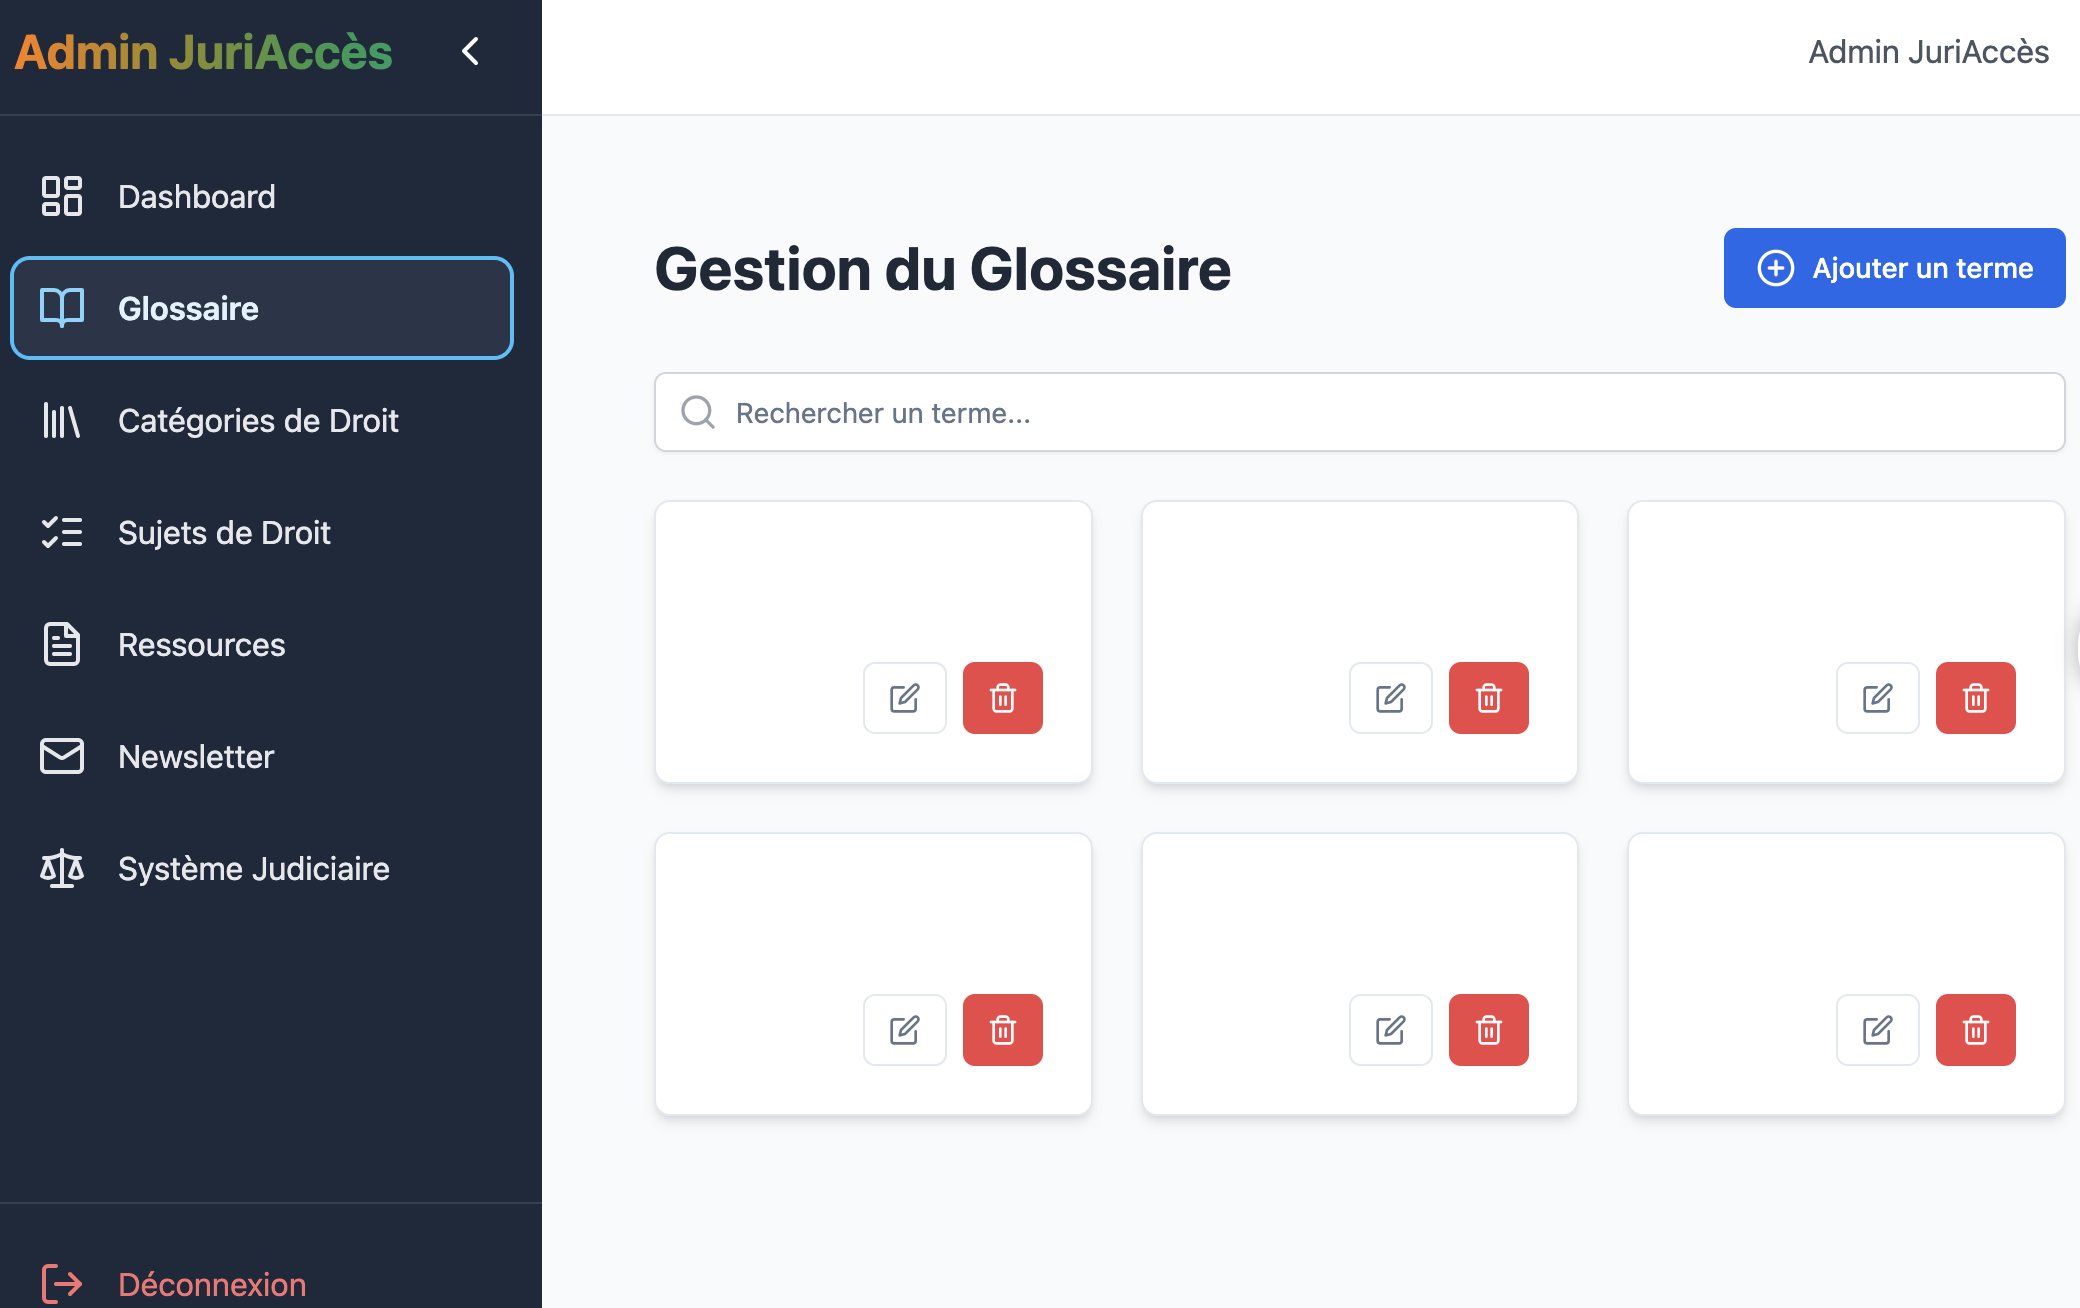 Admin JuriAccès
Admin JuriAccès
Dashboard
Glossaire
Catégories de Droit
Sujets de Droit
Ressources
Newsletter
Système Judiciaire
Déconnexion
Gestion du Glossaire
Ajouter un terme
Rechercher un terme...